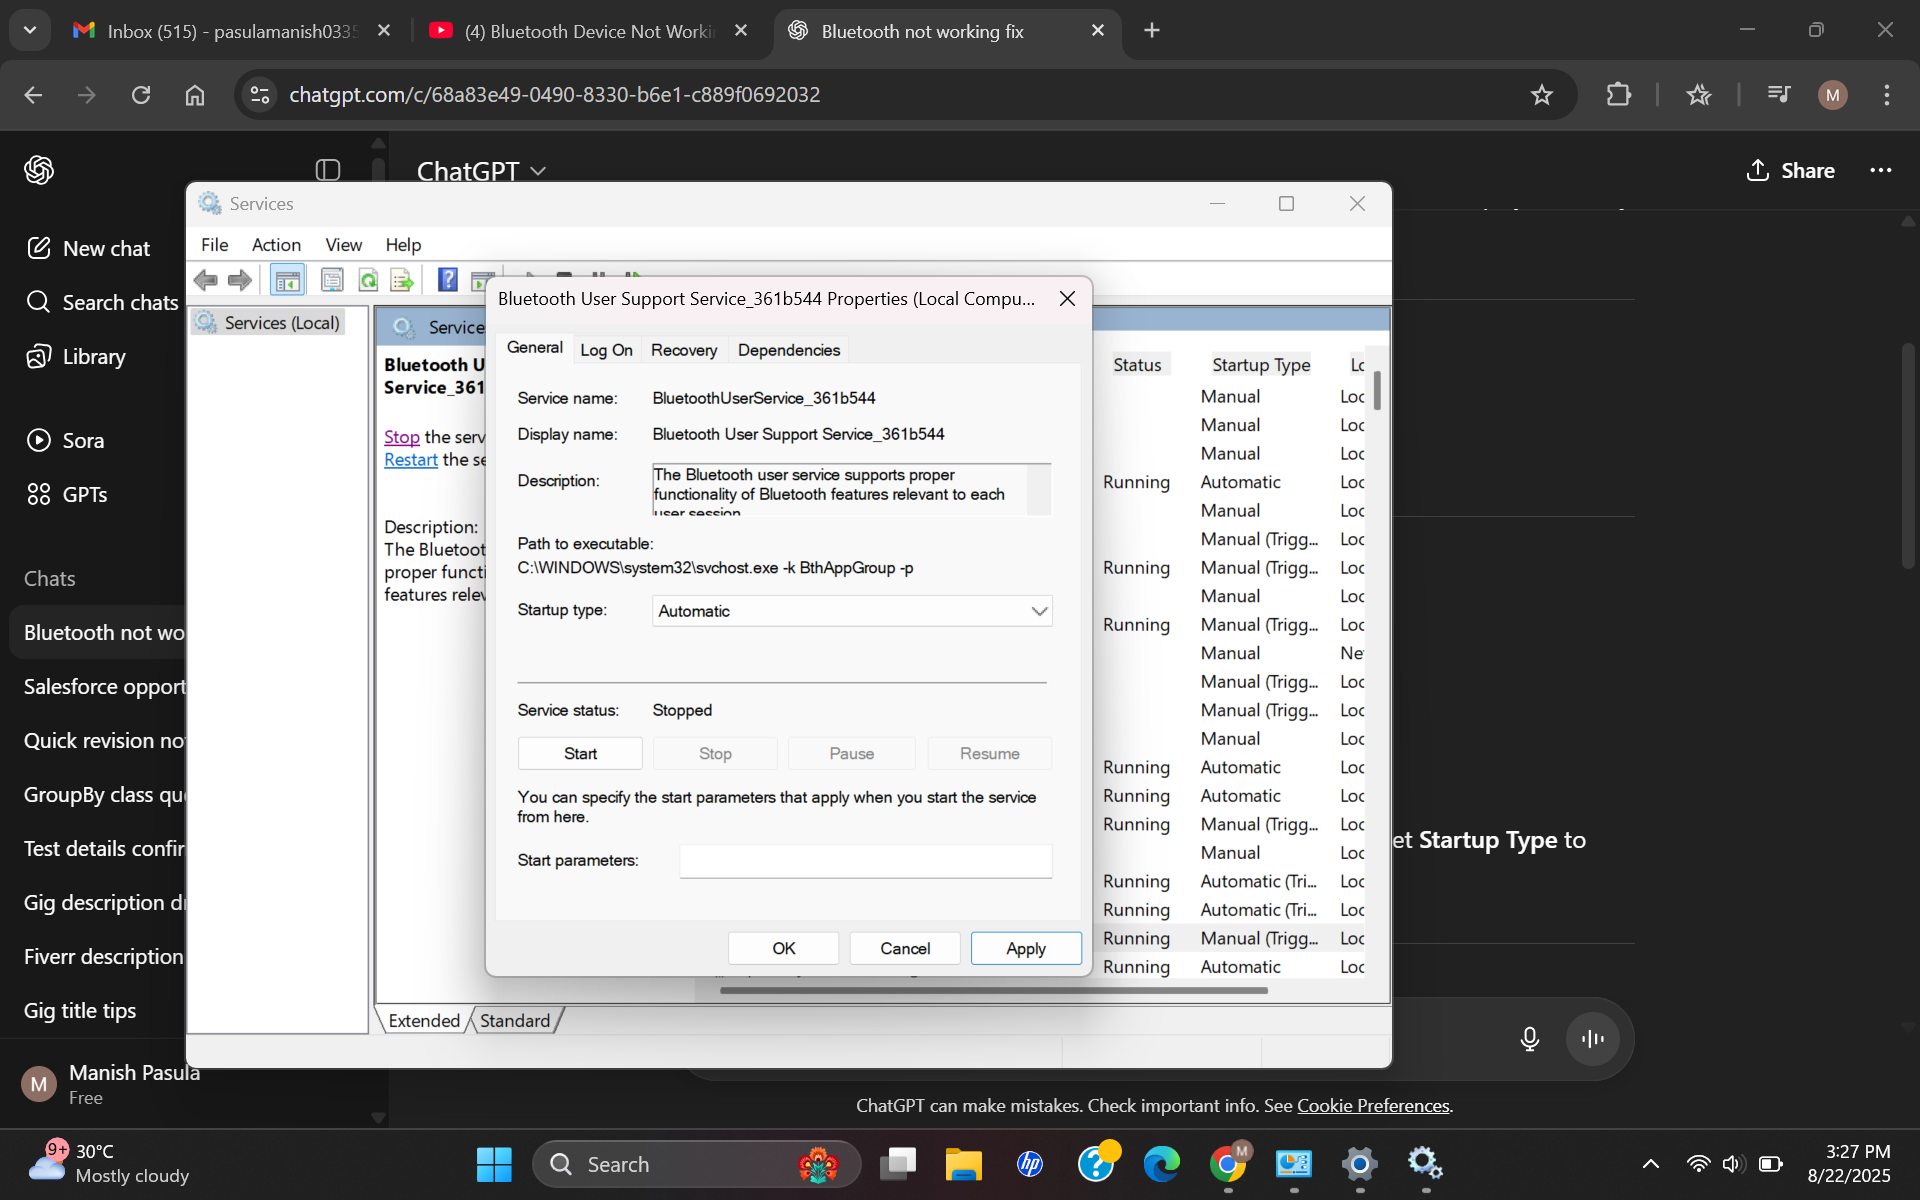 Inbox (515) - pasulamanish0335
(4) Bluetooth Device Not Worki
Bluetooth not working fix
chatgpt.com/c/68a83e49-0490-8330-b6e1-c889f0692032
M
ChatGPT
Share
New chat
Search chats
Library
Sora
GPTs
Chats
Bluetooth not wo
Salesforce opport
Quick revision no
GroupBy class qu
Test details confir
Gig description d
Fiverr description
Gig title tips
M
Manish Pasula
Free
Services
File Action View Help
Services (Local)
Service
Bluetooth U
Service_361
Stop the serv
Restart the se
Description:
The Bluetoot
proper functi
features relev
Bluetooth User Support Service_361b544 Properties (Local Compu...
General Log On Recovery Dependencies
Service name: BluetoothUserService_361b544
Display name: Bluetooth User Support Service_361b544
Description: The Bluetooth user service supports proper
functionality of Bluetooth features relevant to each
user session.
Path to executable:
C:\WINDOWS\system32\svchost.exe -k BthAppGroup -p
Startup type: Automatic
Service status: Stopped
Start Stop Pause Resume
You can specify the start parameters that apply when you start the service
from here.
Start parameters:
OK Cancel Apply
Status Startup Type Lo
Manual Loc
Manual Loc
Manual Loc
Running Automatic Loc
Manual Loc
Manual (Trigg... Loc
Running Manual (Trigg... Loc
Manual Loc
Running Manual (Trigg... Loc
Manual Ne
Manual (Trigg... Loc
Manual (Trigg... Loc
Manual Loc
Running Automatic Loc
Running Automatic Loc
Running Manual (Trigg... Loc
Manual Loc
Running Automatic (Tri... Loc
Running Automatic (Tri... Loc
Running Manual (Trigg... Loc
Running Automatic Loc
Extended Standard
et Startup Type to
ChatGPT can make mistakes. Check important info. See Cookie Preferences.
9+
30°C
Mostly cloudy
Search
hp
M
3:27 PM
8/22/2025